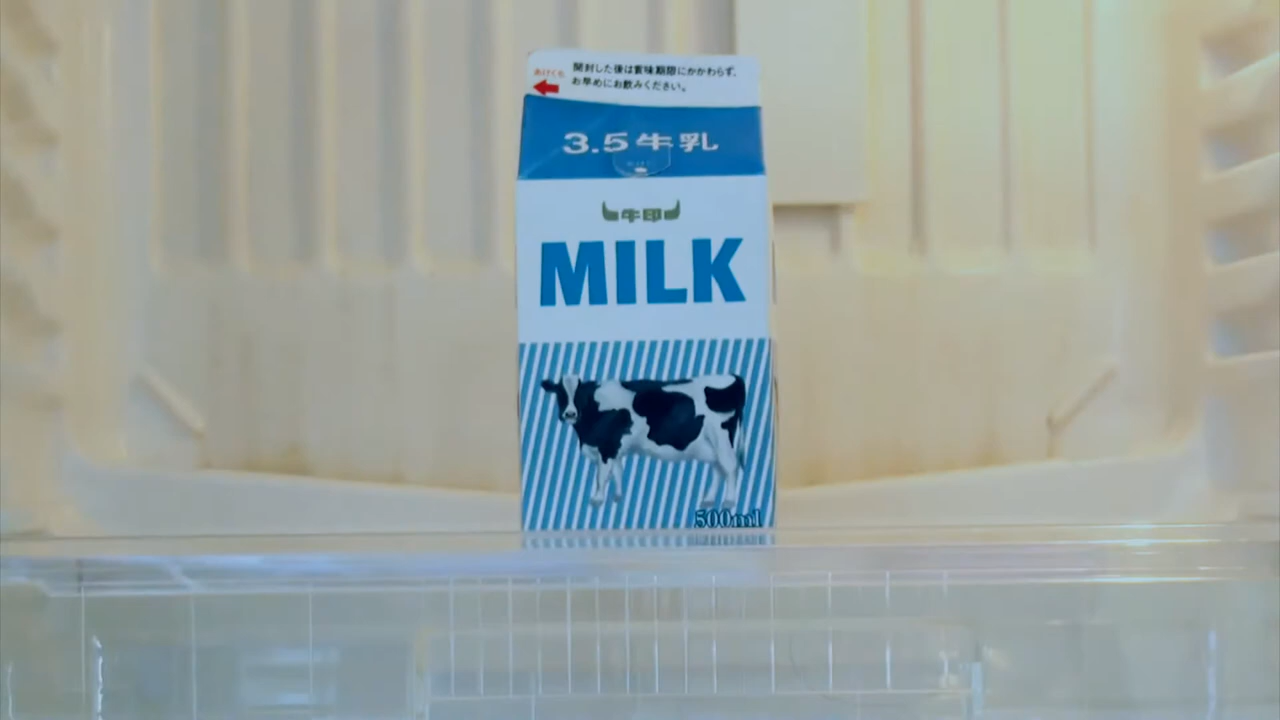 あけくち
開封した後は賞味期限にかかわらず、
お早めにお飲みください。
3.5牛乳
牛印
MILK
500ml